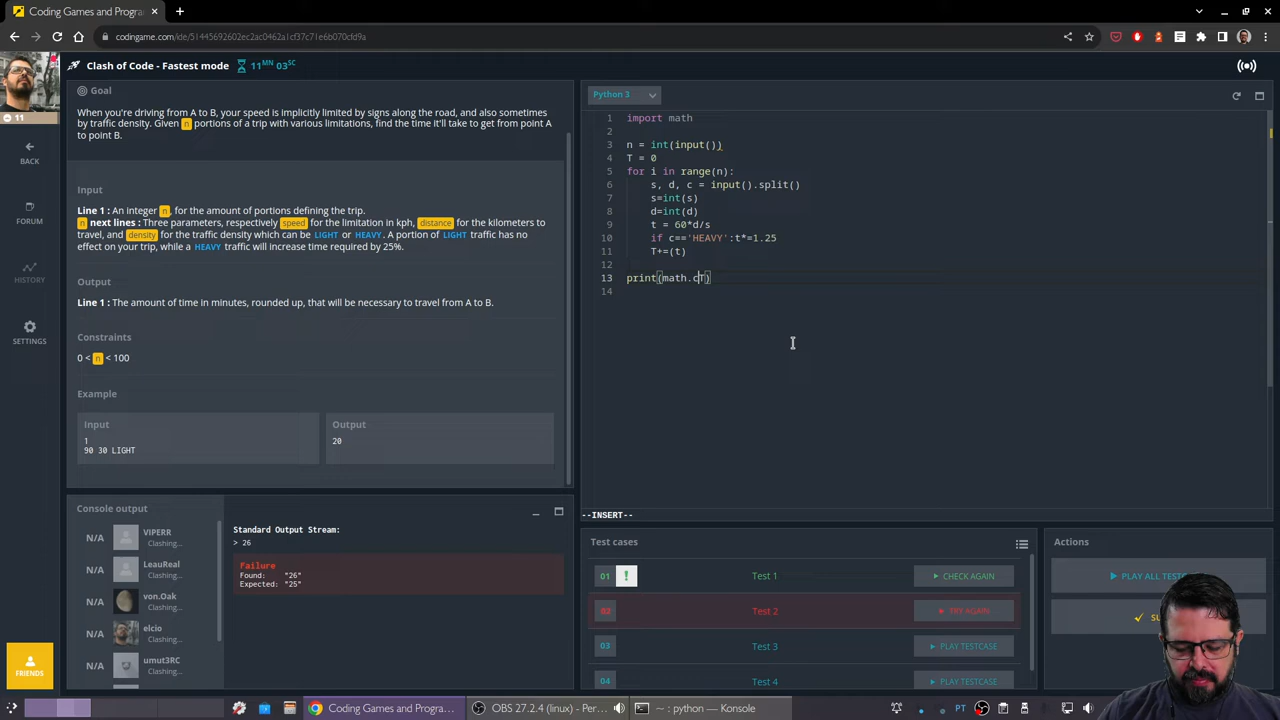 Coding Games and Progra
codingame.com/ide/51445692602ec2ac0462a1cf37c71e6b070cfd9a
Clash of Code - Fastest mode
11MN 03SC
11
BACK
FORUM
HISTORY
SETTINGS
FRIENDS
Goal
When you're driving from A to B, your speed is implicitly limited by signs along the road, and also sometimes
by traffic density. Given n portions of a trip with various limitations, find the time it'll take to get from point A
to point B.
Input
Line 1 : An integer n, for the amount of portions defining the trip.
n next lines : Three parameters, respectively speed for the limitation in kph, distance for the kilometers to
travel, and density for the traffic density which can be LIGHT or HEAVY. A portion of LIGHT traffic has no
effect on your trip, while a HEAVY traffic will increase time required by 25%.
Output
Line 1 : The amount of time in minutes, rounded up, that will be necessary to travel from A to B.
Constraints
0 < n < 100
Example
Input
1
90 30 LIGHT
Output
20
Console output
N/A VIPERR
Clashing...
N/A LeauReal
Clashing...
N/A von.Oak
Clashing...
N/A elcio
Clashing...
N/A umut3RC
Clashing...
Standard Output Stream:
> 26
Failure
Found: "26"
Expected: "25"
Python 3
1 import math
2
3 n = int(input())
4 T = 0
5 for i in range(n):
6 s, d, c = input().split()
7 s=int(s)
8 d=int(d)
9 t = 60*d/s
10 if c=='HEAVY':t*=1.25
11 T+=(t)
12
13 print(math.cT)
14
--INSERT--
Test cases
01 ! Test 1 CHECK AGAIN
02 Test 2 TRY AGAIN
03 Test 3 PLAY TESTCASE
04 Test 4 PLAY TESTCASE
Actions
PLAY ALL TESTC
Coding Games and Progra...
OBS 27.2.4 (linux) - Per...
~ : python — Konsole
PT